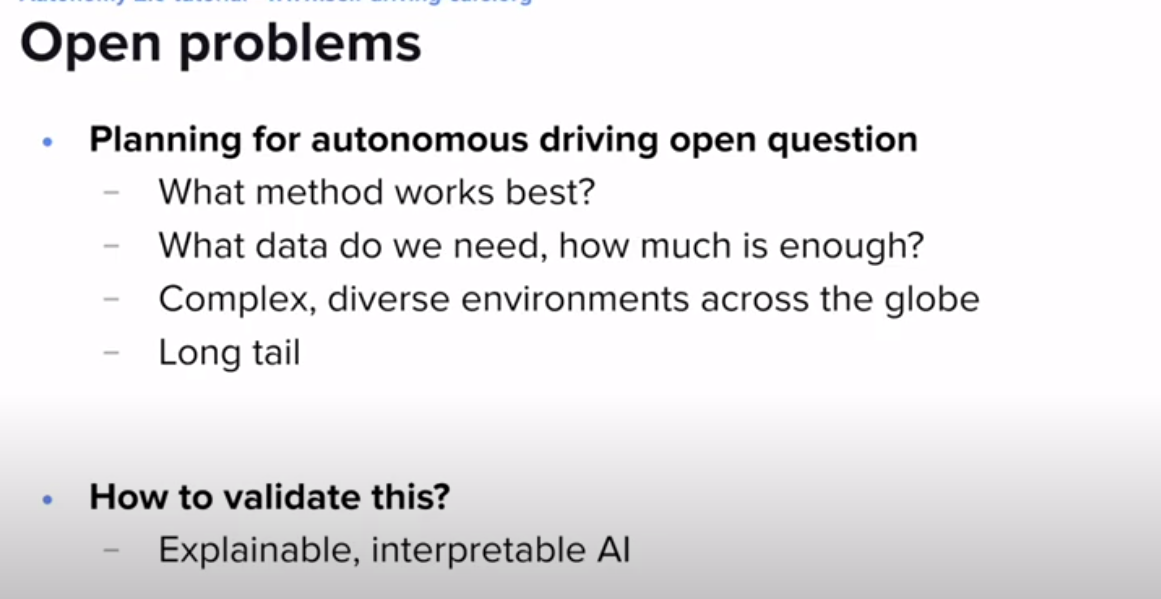 Open problems
• Planning for autonomous driving open question
– What method works best?
– What data do we need, how much is enough?
– Complex, diverse environments across the globe
– Long tail
• How to validate this?
– Explainable, interpretable AI